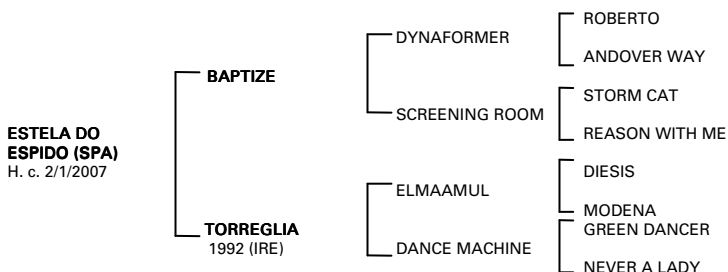 ESTELA DO
ESPIDO (SPA)
H. c. 2/1/2007
BAPTIZE
TORREGLIA
1992 (IRE)
DYNAFORMER
SCREENING ROOM
ELMAAMUL
DANCE MACHINE
ROBERTO
ANDOVER WAY
STORM CAT
REASON WITH ME
DIESIS
MODENA
GREEN DANCER
NEVER A LADY